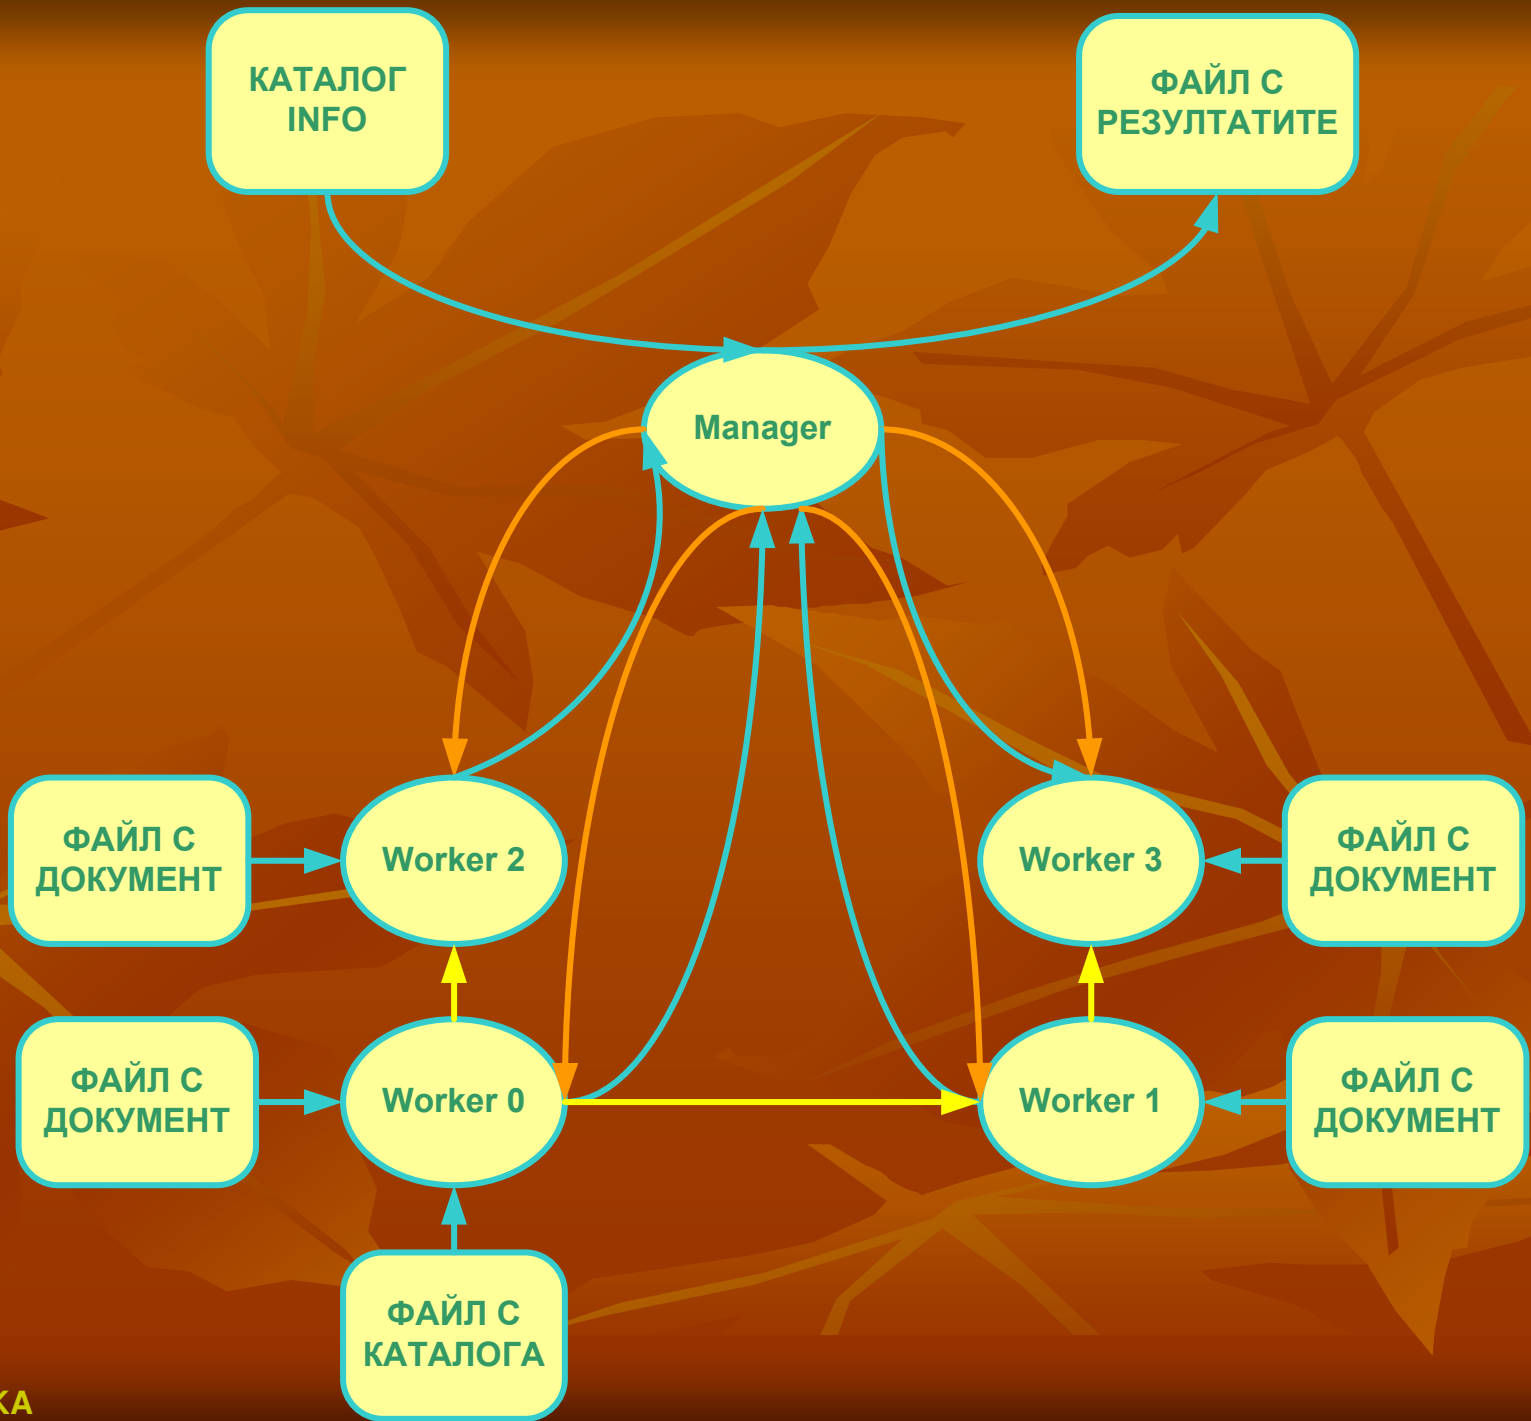 КАТАЛОГ
INFO
ФАЙЛ С
РЕЗУЛТАТИТЕ
Manager
ФАЙЛ С
ДОКУМЕНТ
Worker 2
Worker 3
ФАЙЛ С
ДОКУМЕНТ
ФАЙЛ С
ДОКУМЕНТ
Worker 0
Worker 1
ФАЙЛ С
ДОКУМЕНТ
ФАЙЛ С
КАТАЛОГА